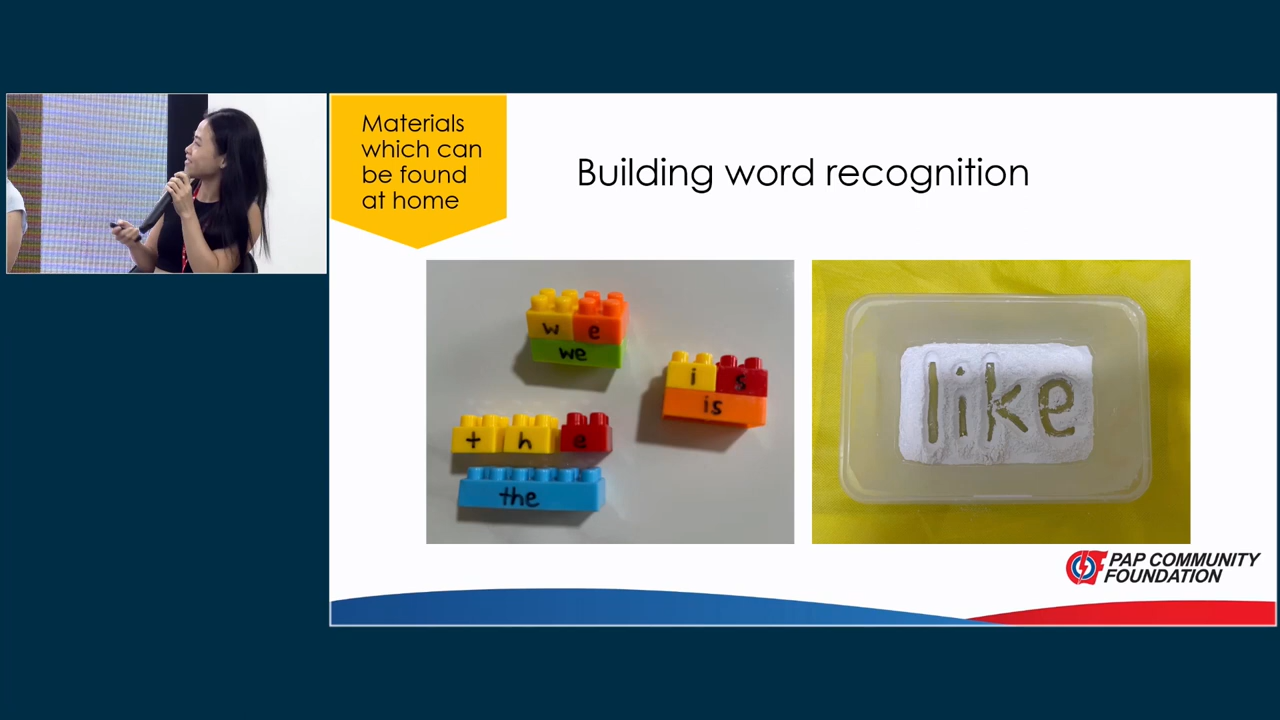 Materials
which can
be found
at home
Building word recognition
w e
we
i s
is
t h e
the
like
PAP COMMUNITY
FOUNDATION